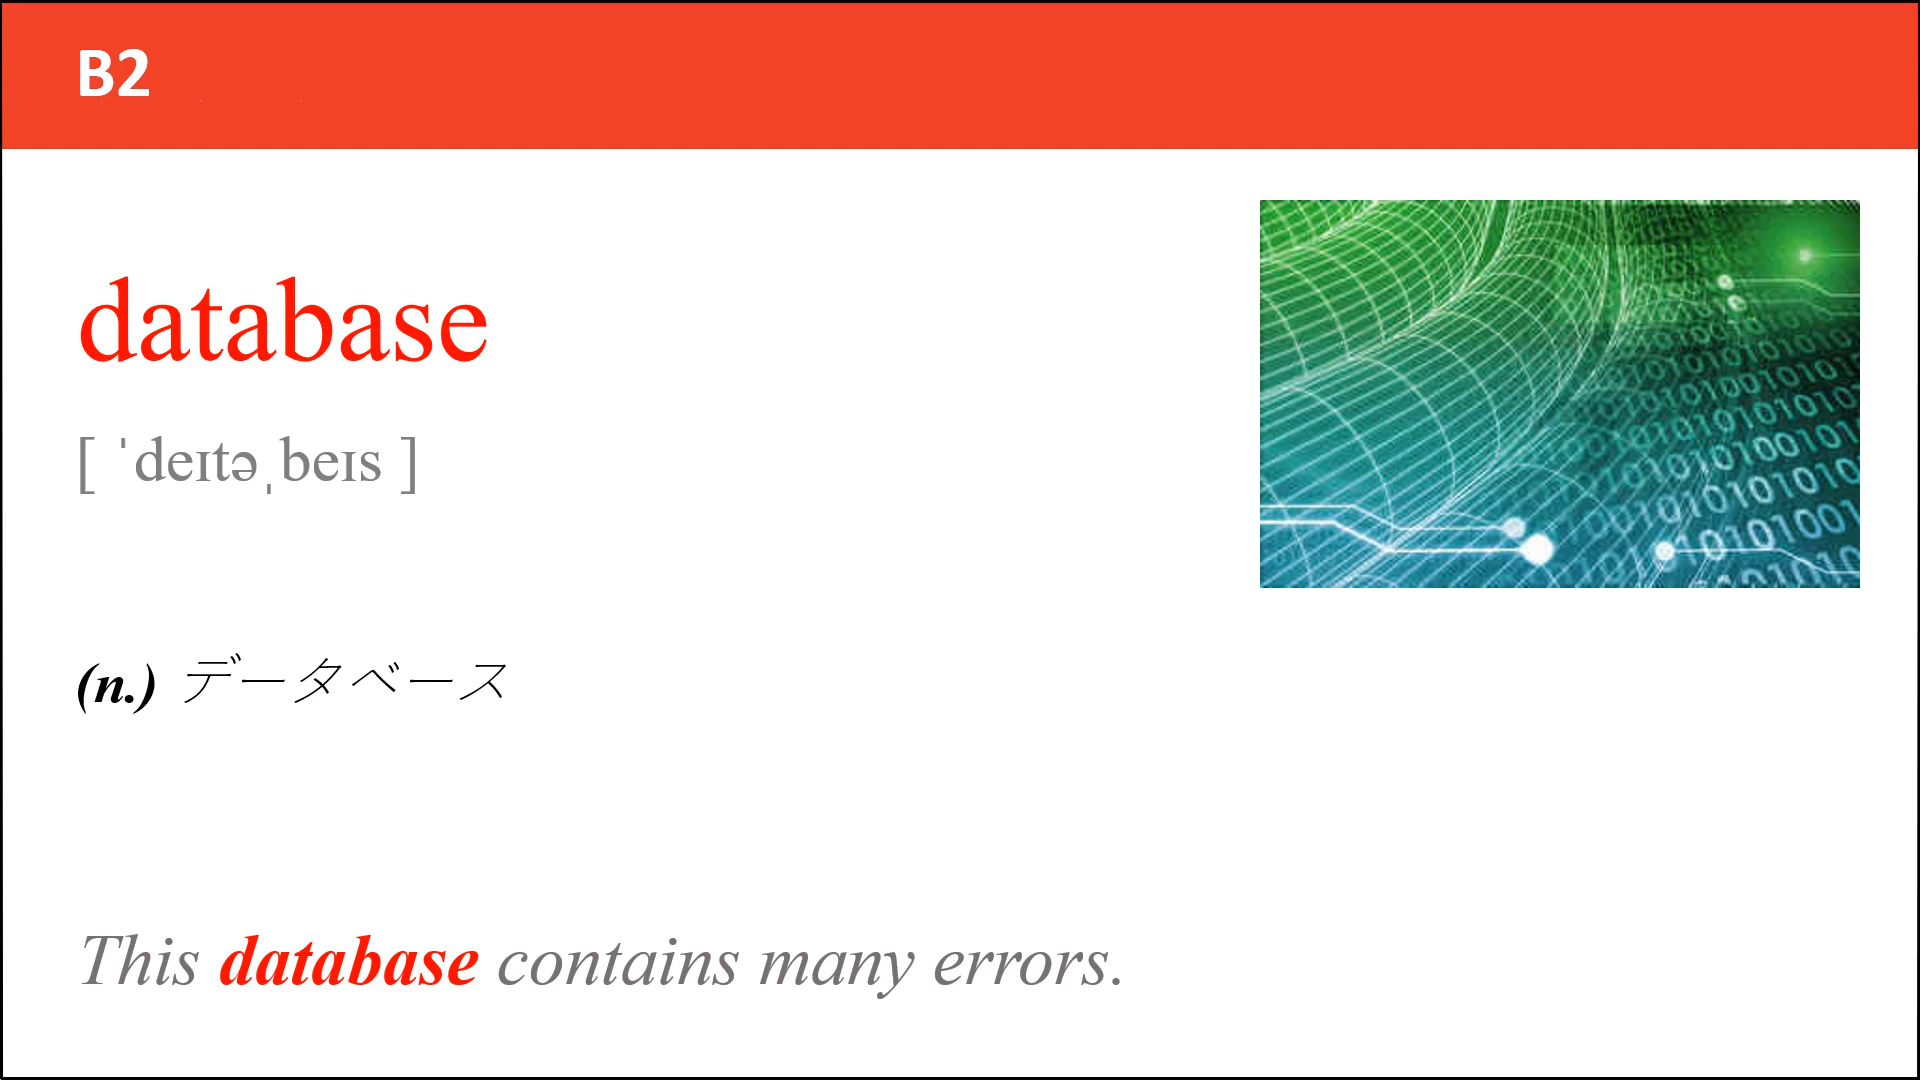 B2
database
[ ˈdeɪtəˌbeɪs ]
(n.) データベース
This database contains many errors.